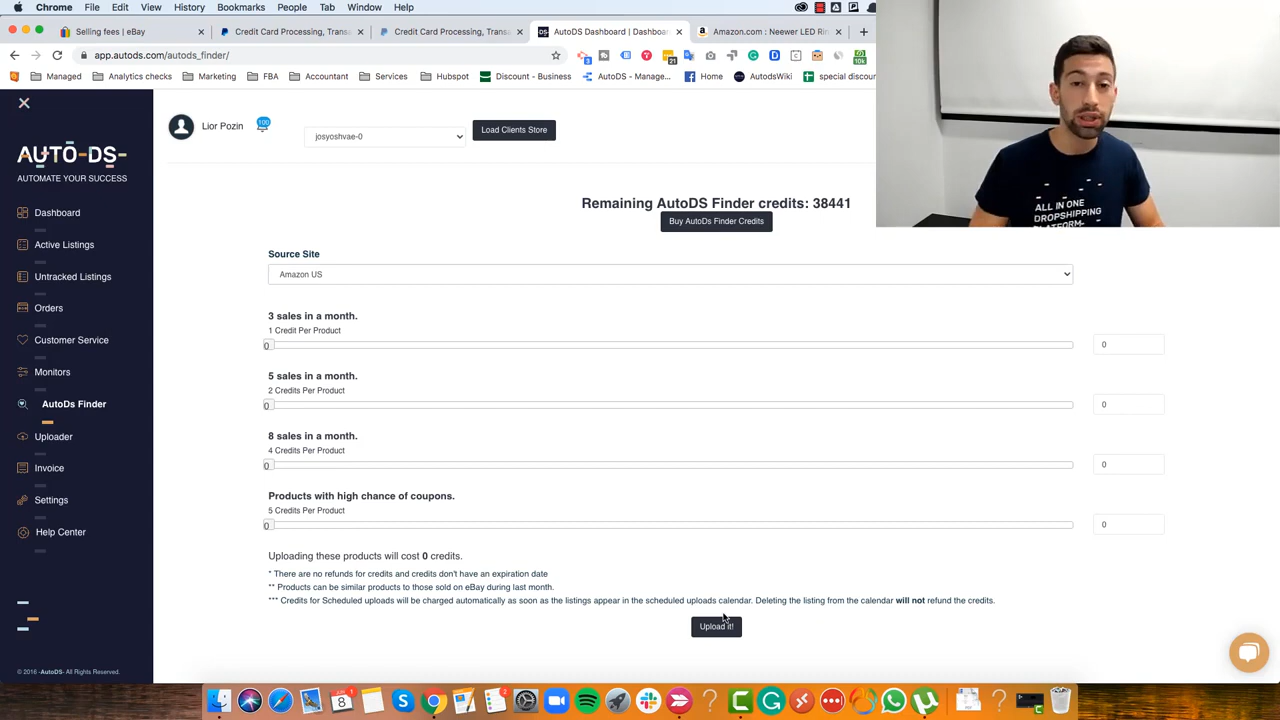 Chrome File Edit View History Bookmarks People Tab Window Help
Selling fees | eBay
Credit Card Processing, Transa
Credit Card Processing, Transa
AutoDS Dashboard | Dashboar
Amazon.com : Neewer LED Rin
app.autods.com/autods_finder/
Managed Analytics checks Marketing FBA Accountant Services Hubspot Discount - Business AutoDS - Manage... Home AutodsWiki special discount
Lior Pozin
100
josyoshvae-0
Load Clients Store
AUTO-DS-
AUTOMATE YOUR SUCCESS
Dashboard
Active Listings
Untracked Listings
Orders
Customer Service
Monitors
AutoDs Finder
Uploader
Invoice
Settings
Help Center
© 2016 -AutoDS- All Rights Reserved.
Remaining AutoDS Finder credits: 38441
Buy AutoDs Finder Credits
Source Site
Amazon US
3 sales in a month.
1 Credit Per Product
0
0
5 sales in a month.
2 Credits Per Product
0
0
8 sales in a month.
4 Credits Per Product
0
0
Products with high chance of coupons.
5 Credits Per Product
0
0
Uploading these products will cost 0 credits.
* There are no refunds for credits and credits don't have an expiration date
** Products can be similar products to those sold on eBay during last month.
*** Credits for Scheduled uploads will be charged automatically as soon as the listings appear in the scheduled uploads calendar. Deleting the listing from the calendar will not refund the credits.
Upload it!
ALL IN ONE
DROPSHIPPING
PLATFORM